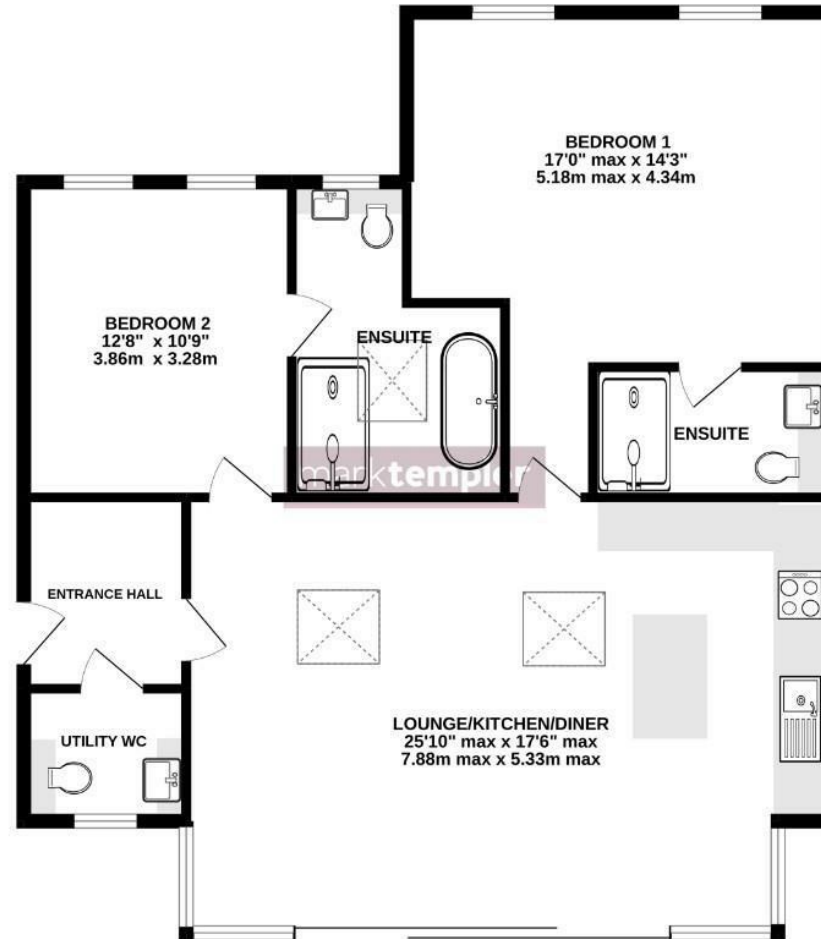 BEDROOM 1
17'0" max x 14'3"
5.18m max x 4.34m
BEDROOM 2
12'8" x 10'9"
3.86m x 3.28m
ENSUITE
ENSUITE
marktempler
ENTRANCE HALL
UTILITY WC
LOUNGE/KITCHEN/DINER
25'10" max x 17'6" max
7.88m max x 5.33m max